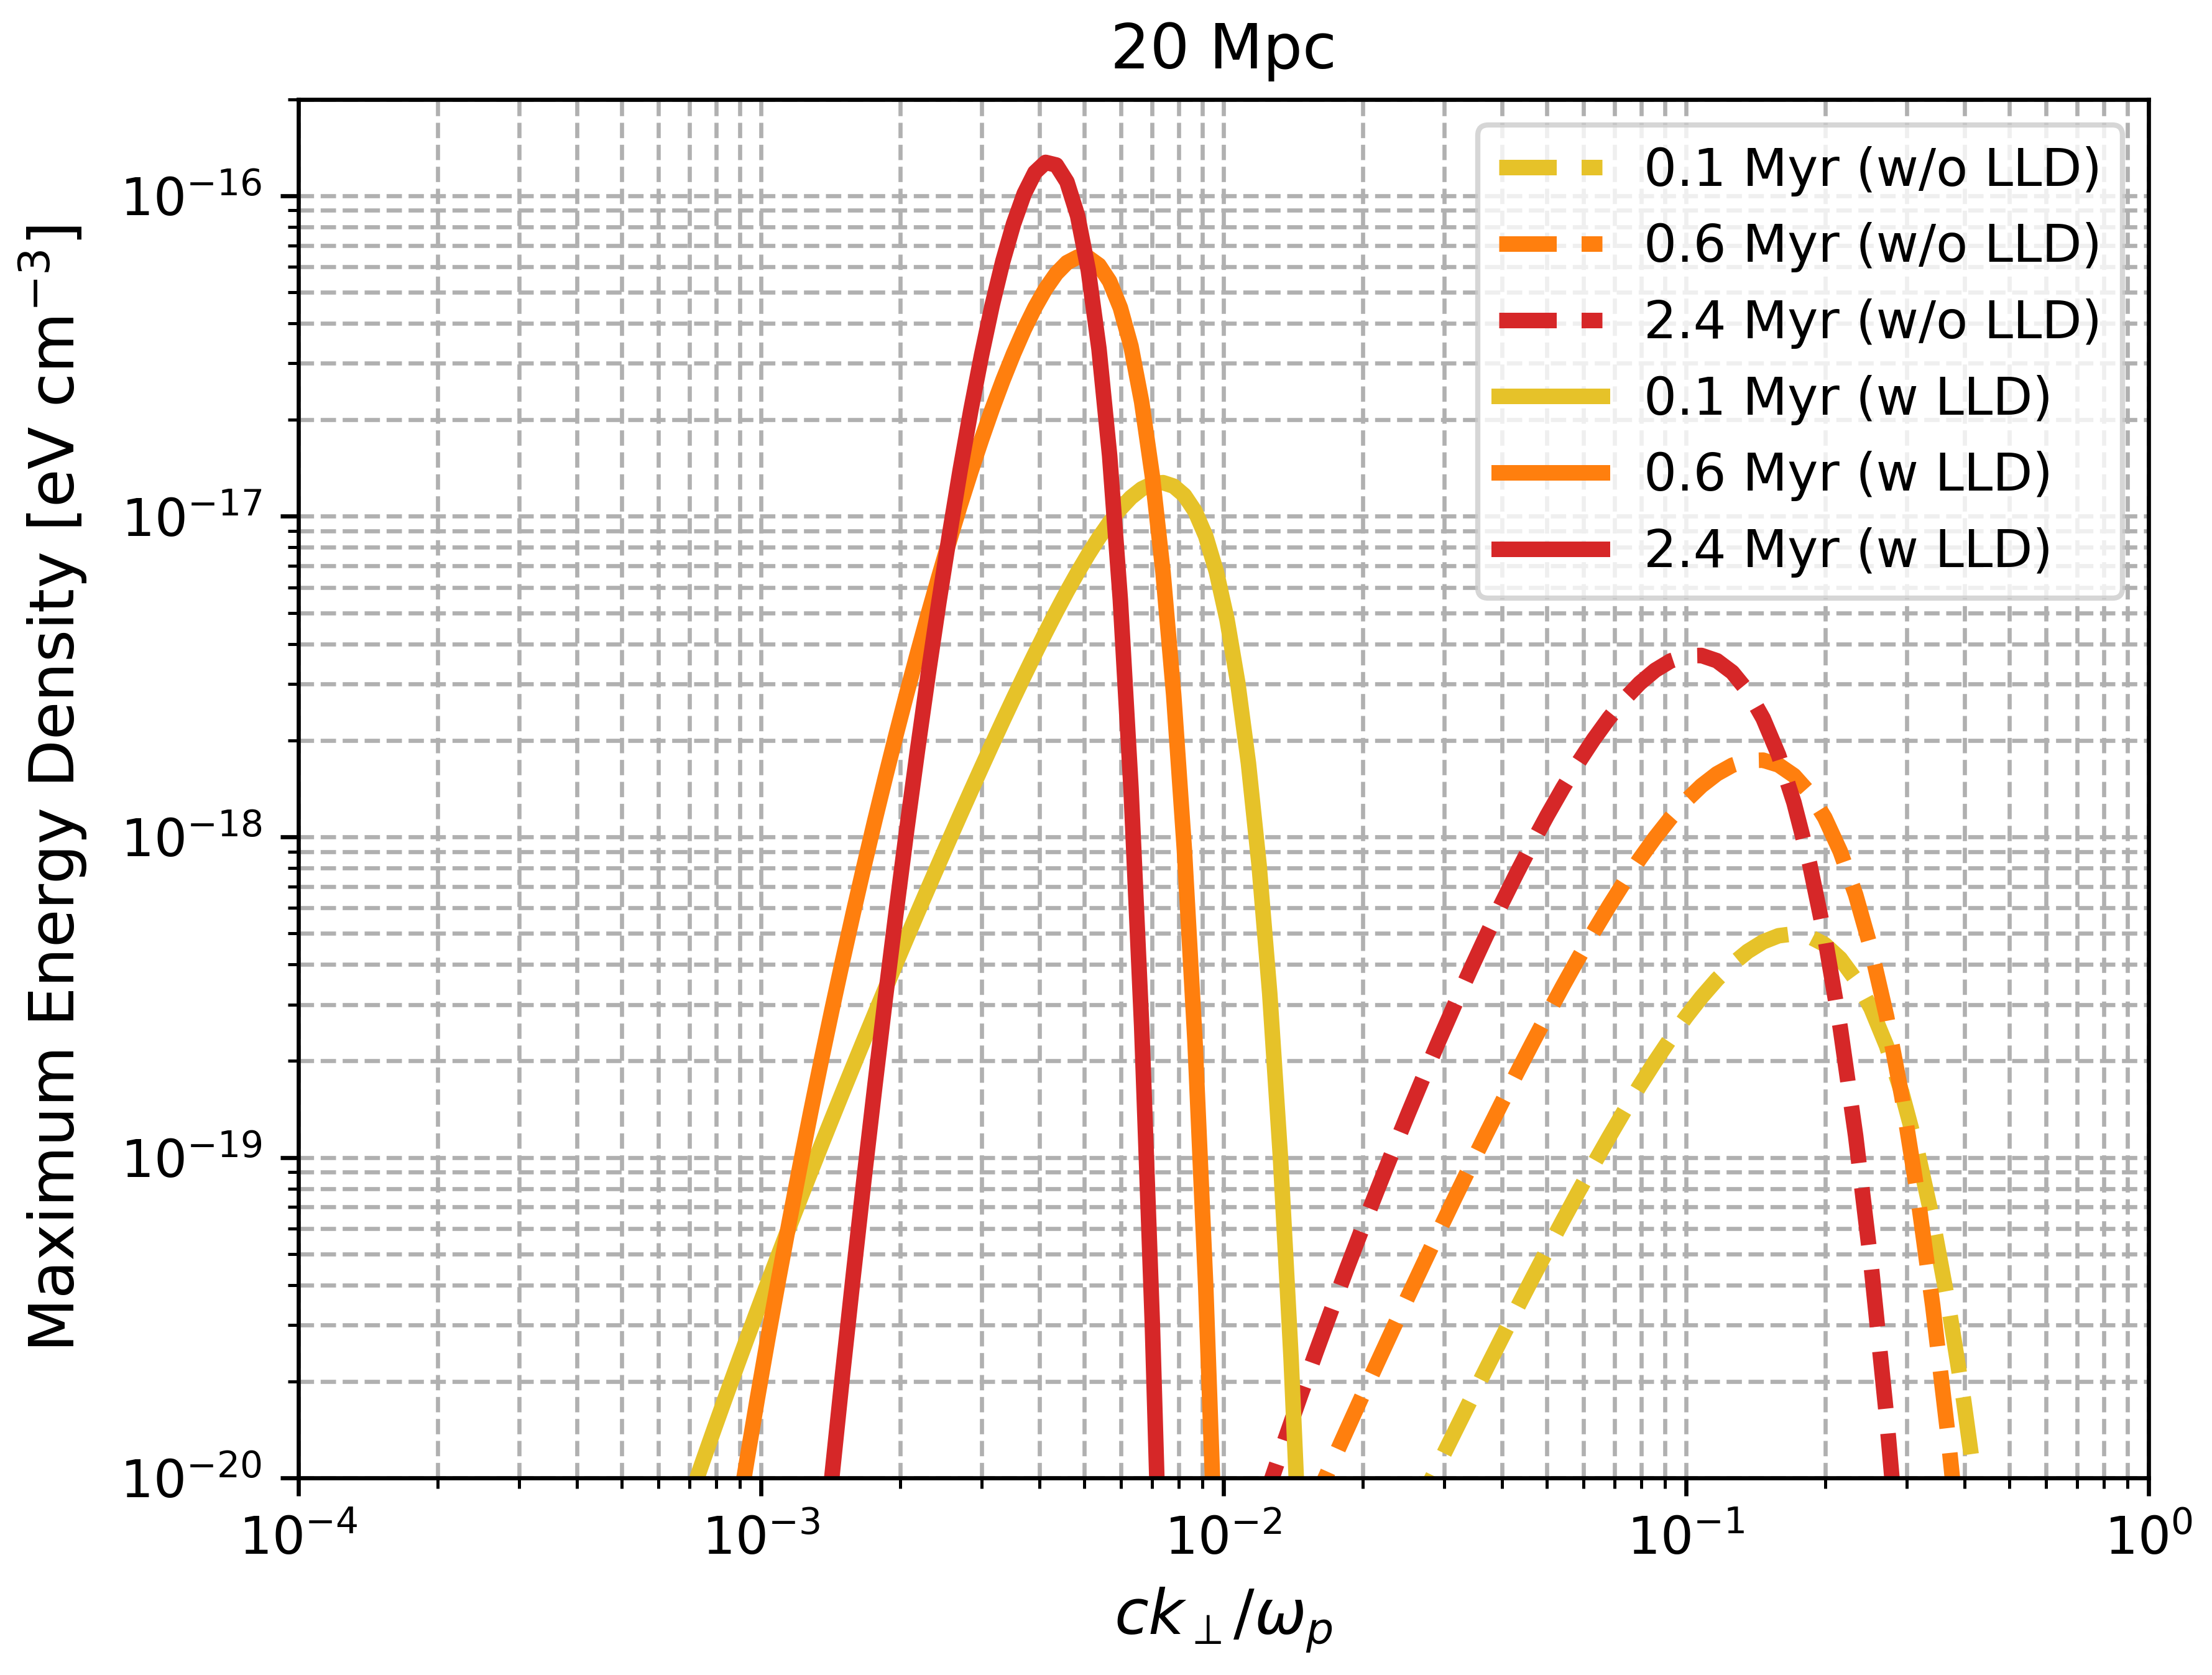 20 Mpc
Maximum Energy Density [eV cm⁻³]
10⁻¹⁶
10⁻¹⁷
10⁻¹⁸
10⁻¹⁹
10⁻²⁰
0.1 Myr (w/o LLD)
0.6 Myr (w/o LLD)
2.4 Myr (w/o LLD)
0.1 Myr (w LLD)
0.6 Myr (w LLD)
2.4 Myr (w LLD)
10⁻⁴ 10⁻³ 10⁻² 10⁻¹ 10⁰
ck⊥/ωₚ